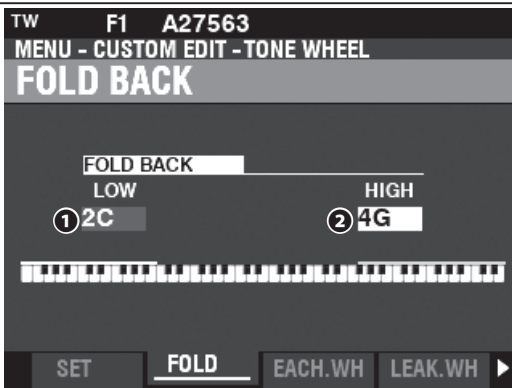 TW F1 A27563
MENU - CUSTOM EDIT - TONE WHEEL
FOLD BACK
FOLD BACK
LOW HIGH
① 2C ② 4G
SET FOLD EACH.WH LEAK.WH ▶